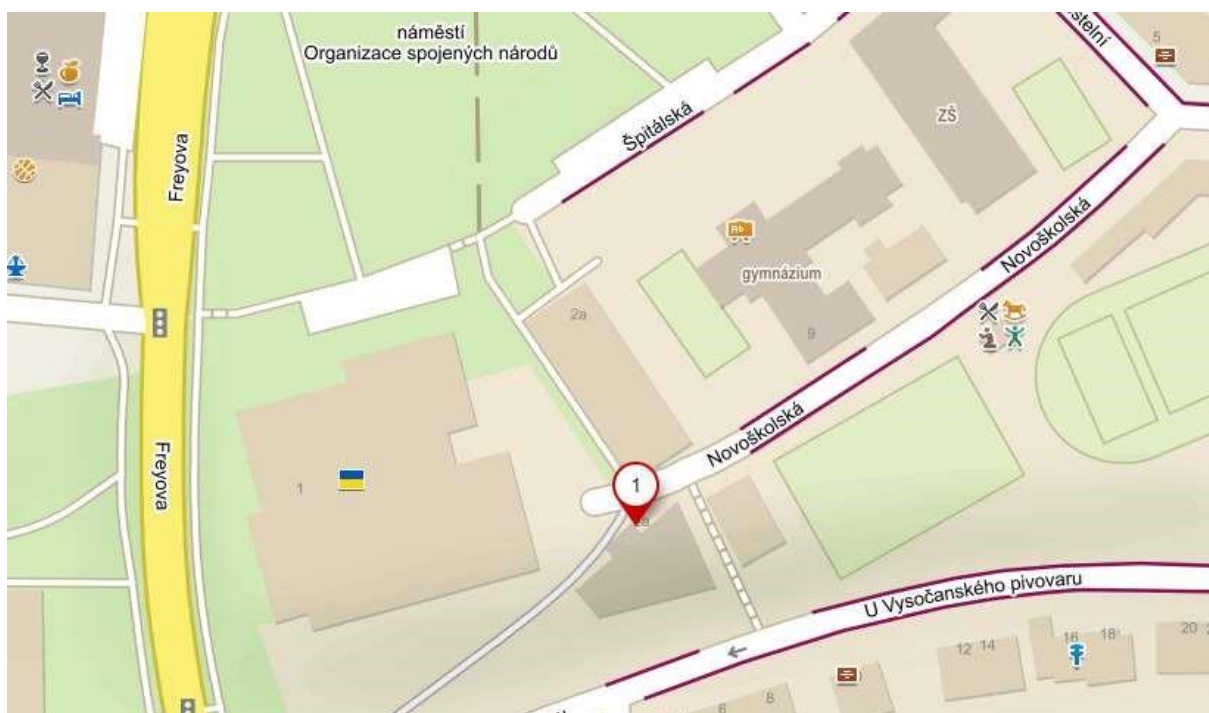 náměstí
Organizace spojených národů
5
ZŠ
Špitálská
Freyova
Ab
gymnázium
Novoškolská
2a
9
Novoškolská
Freyova
1
1
U Vysočanského pivovaru
12 14
16
18
20
8